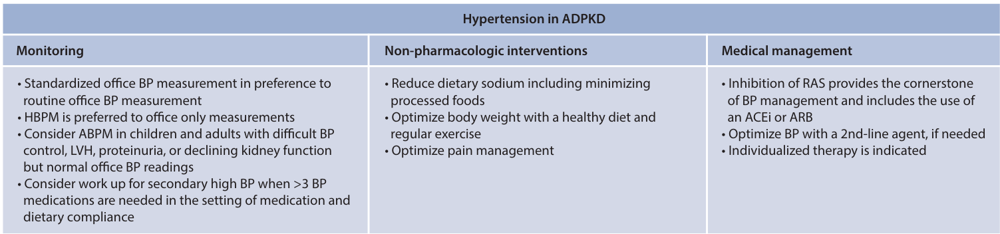 Hypertension in ADPKD
Monitoring
• Standardized office BP measurement in preference to
routine office BP measurement
• HBPM is preferred to office only measurements
• Consider ABPM in children and adults with difficult BP
control, LVH, proteinuria, or declining kidney function
but normal office BP readings
• Consider work up for secondary high BP when >3 BP
medications are needed in the setting of medication and
dietary compliance
Non-pharmacologic interventions
• Reduce dietary sodium including minimizing
processed foods
• Optimize body weight with a healthy diet and
regular exercise
• Optimize pain management
Medical management
• Inhibition of RAS provides the cornerstone
of BP management and includes the use of
an ACEi or ARB
• Optimize BP with a 2nd-line agent, if needed
• Individualized therapy is indicated